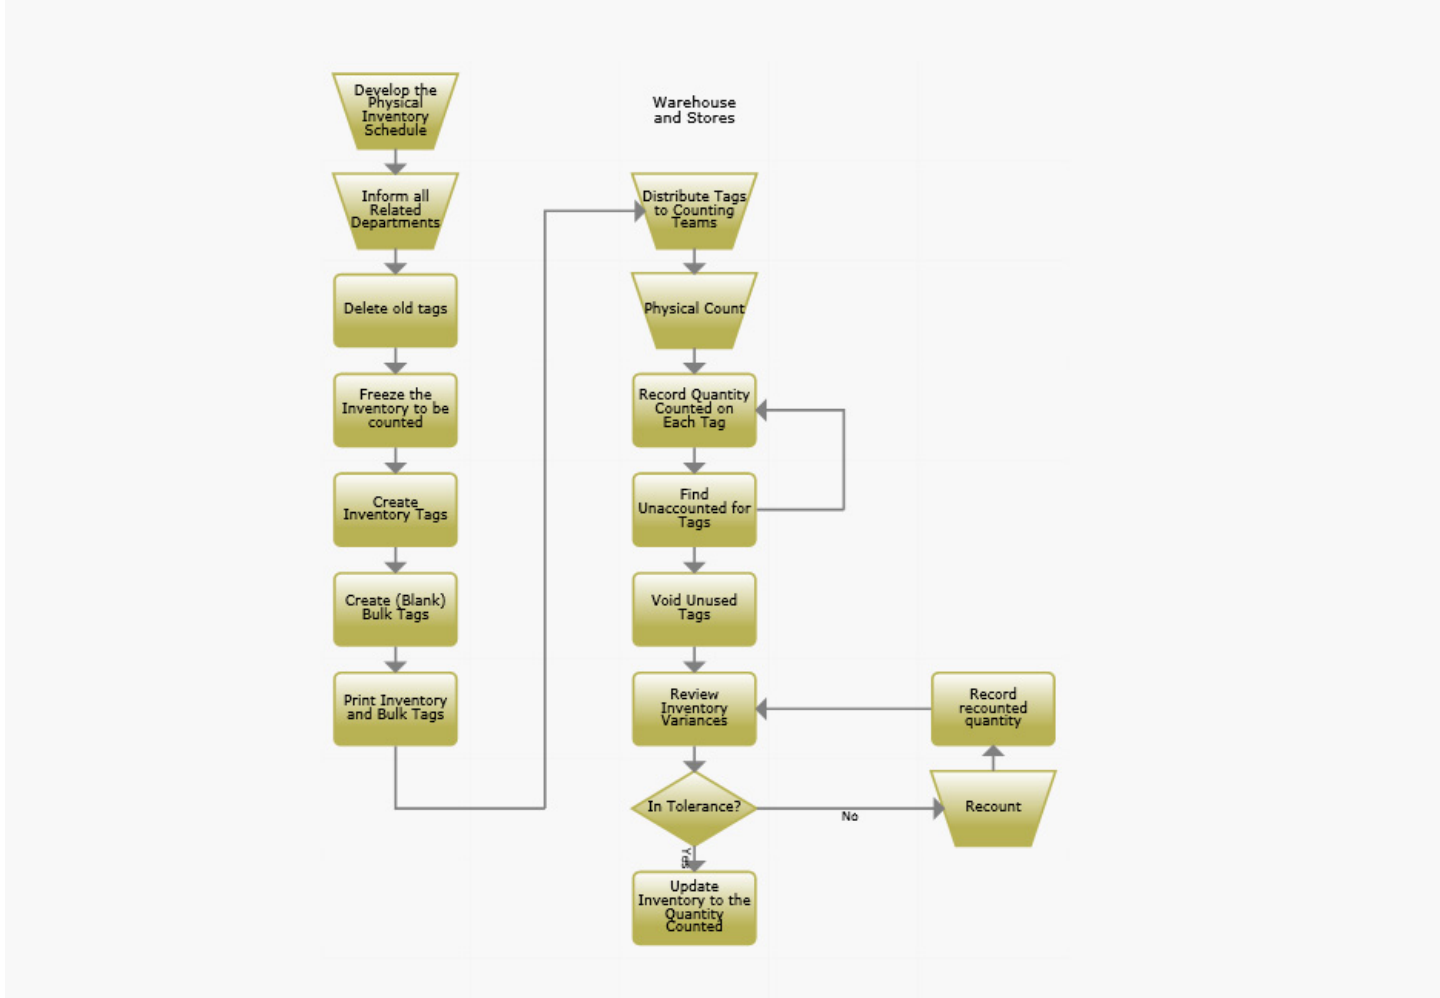 Develop the
Physical
Inventory
Schedule
Inform all
Related
Departments
Delete old tags
Freeze the
Inventory to be
counted
Create
Inventory Tags
Create (Blank)
Bulk Tags
Print Inventory
and Bulk Tags
Warehouse
and Stores
Distribute Tags
to Counting
Teams
Physical Count
Record Quantity
Counted on
Each Tag
Find
Unaccounted for
Tags
Void Unused
Tags
Review
Inventory
Variances
In Tolerance?
No
Recount
Record
recounted
quantity
Yes
Update
Inventory to the
Quantity
Counted